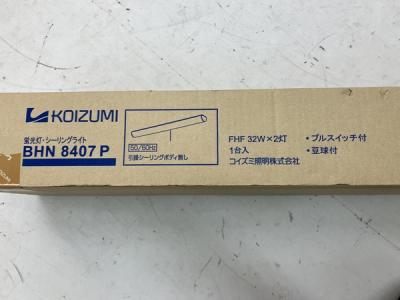 KOIZUMI
蛍光灯・シーリングライト
BHN 8407 P
50/60Hz
引掛シーリングボディ無し
FHF 32W×2灯
1台入
コイズミ照明株式会社
・プルスイッチ付
・豆球付